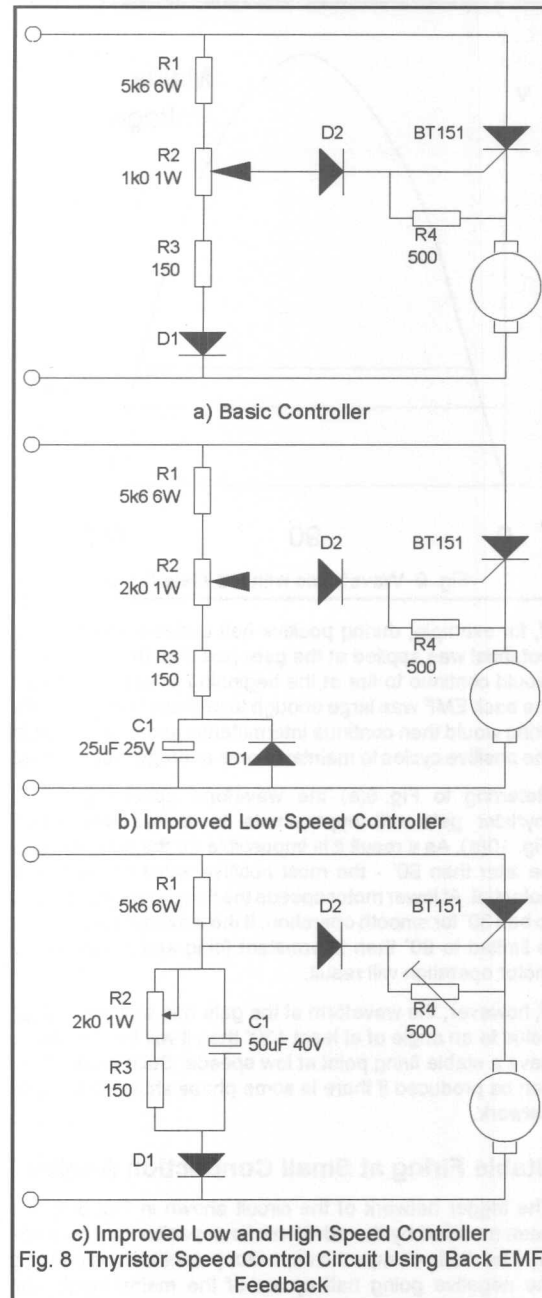 R1
5k6 6W
D2
BT151
R2
1k0 1W
R4
500
R3
150
D1
a) Basic Controller
R1
5k6 6W
D2
BT151
R2
2k0 1W
R4
500
R3
150
C1
25uF 25V
D1
b) Improved Low Speed Controller
R1
5k6 6W
D2
BT151
R2
2k0 1W
C1
50uF 40V
R4
500
R3
150
D1
c) Improved Low and High Speed Controller
Fig. 8 Thyristor Speed Control Circuit Using Back EMF
Feedback